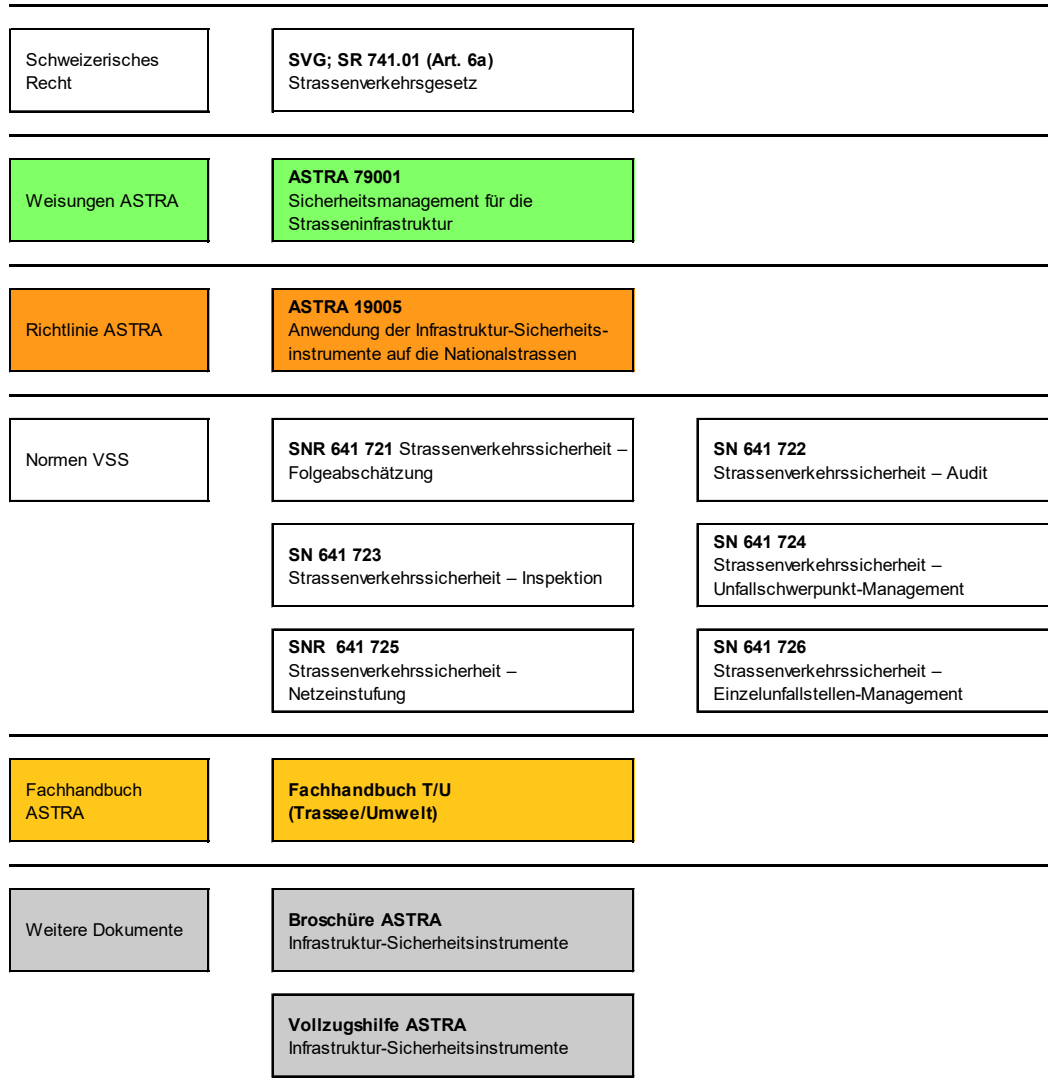 Schweizerisches
Recht
SVG; SR 741.01 (Art. 6a)
Strassenverkehrsgesetz
Weisungen ASTRA
ASTRA 79001
Sicherheitsmanagement für die
Strasseninfrastruktur
Richtlinie ASTRA
ASTRA 19005
Anwendung der Infrastruktur-Sicherheits-
instrumente auf die Nationalstrassen
Normen VSS
SNR 641 721 Strassenverkehrssicherheit –
Folgeabschätzung
SN 641 722
Strassenverkehrssicherheit – Audit
SN 641 723
Strassenverkehrssicherheit – Inspektion
SN 641 724
Strassenverkehrssicherheit –
Unfallschwerpunkt-Management
SNR 641 725
Strassenverkehrssicherheit –
Netzeinstufung
SN 641 726
Strassenverkehrssicherheit –
Einzelunfallstellen-Management
Fachhandbuch
ASTRA
Fachhandbuch T/U
(Trassee/Umwelt)
Weitere Dokumente
Broschüre ASTRA
Infrastruktur-Sicherheitsinstrumente
Vollzugshilfe ASTRA
Infrastruktur-Sicherheitsinstrumente